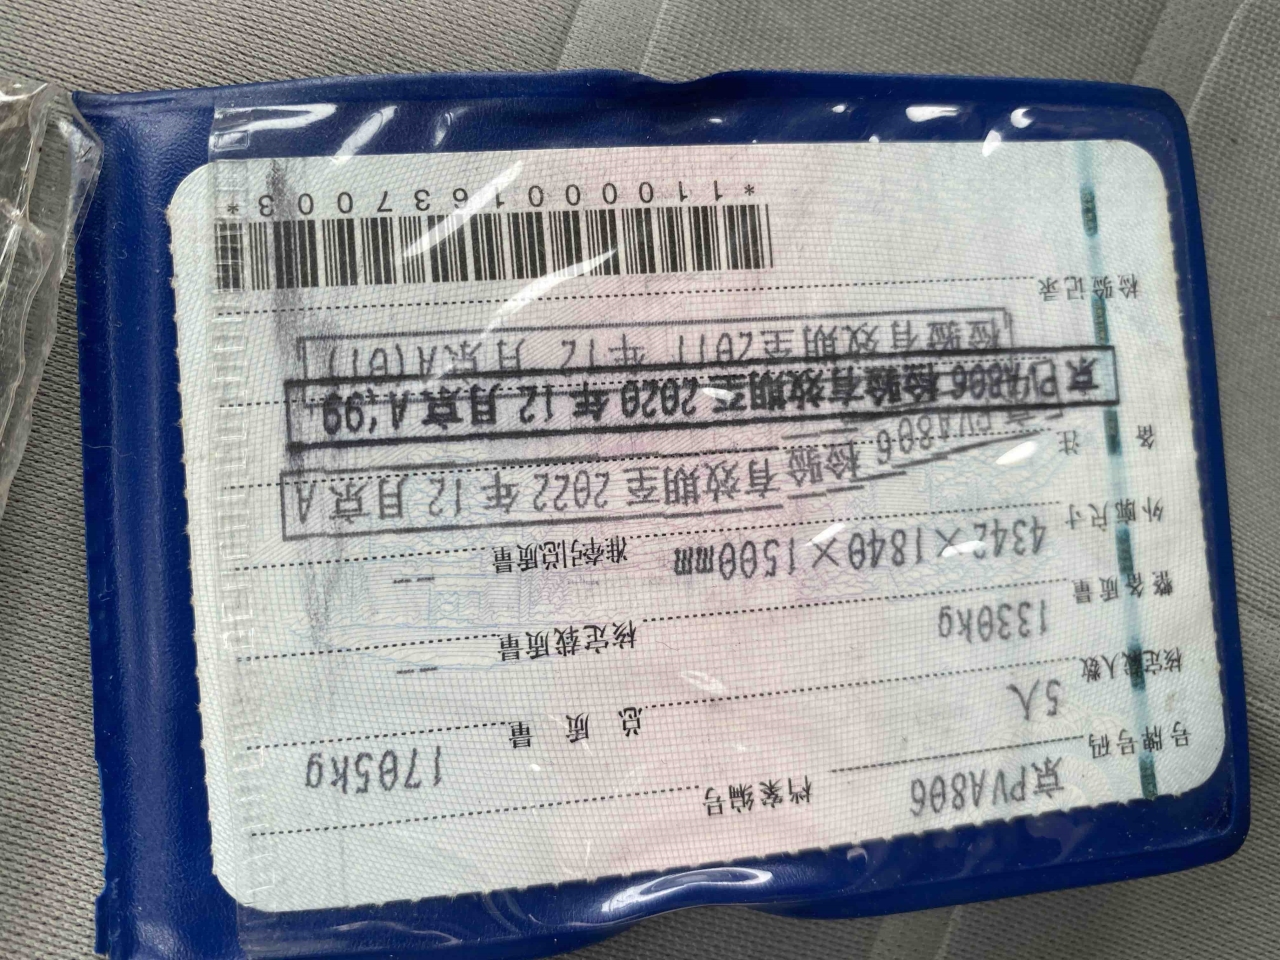 号牌号码 京PVA806 档案编号
核定载人数 5人 总质量 1705kg
整备质量 1330kg 核定载质量 --
外廓尺寸 4342×1840×1500mm 准牵引总质量 --
备注
京PVA806 检验有效期至2022年12月京A
京PVA806 检验有效期至2020年12月京A,99
检验有效期至2011年12月京A(01)
检验记录
*1100001637003*